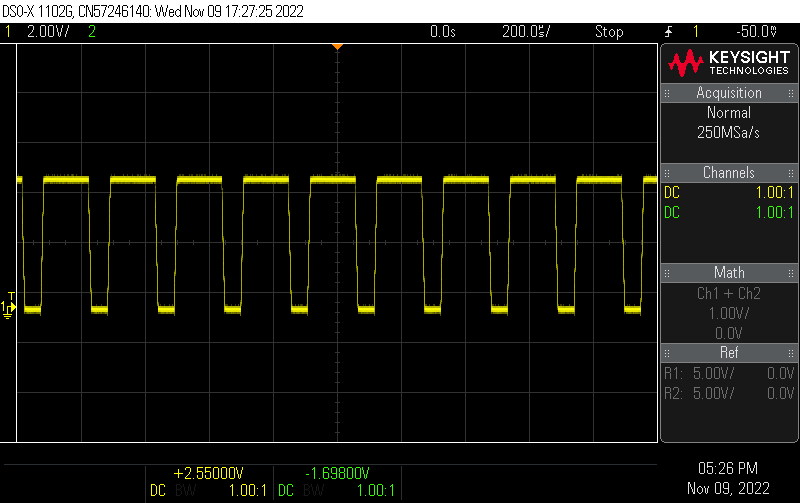 DSO-X 1102G, CN57246140: Wed Nov 09 17:27:25 2022
1 2.00V/ 2 0.0s 200.0us/ Stop 1 -50.0mV
KEYSIGHT
TECHNOLOGIES
Acquisition
Normal
250MSa/s
Channels
DC 1.00:1
DC 1.00:1
T
1
Math
Ch1 + Ch2
1.00V/
0.0V
Ref
R1: 5.00V/ 0.0V
R2: 5.00V/ 0.0V
+2.55000V -1.69800V
DC BW 1.00:1 DC BW 1.00:1
05:26 PM
Nov 09, 2022